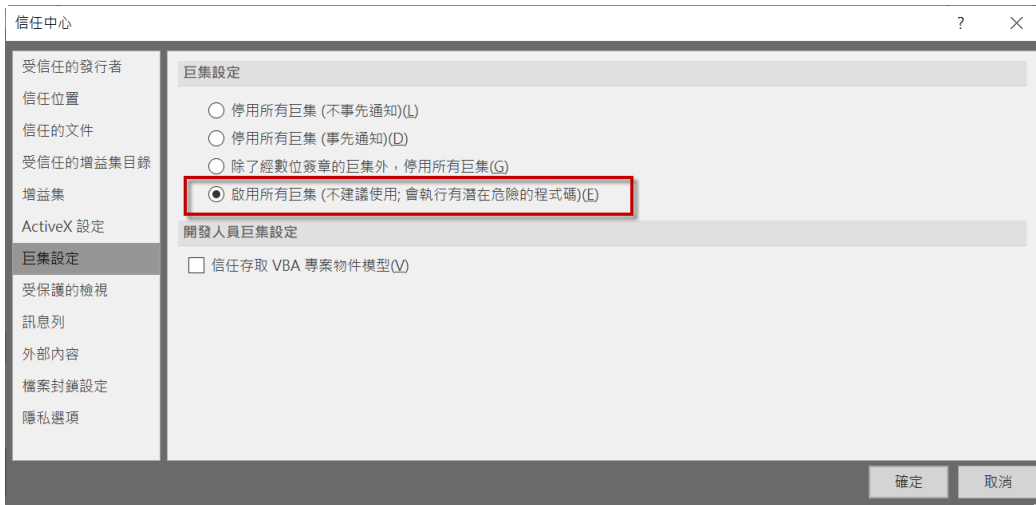 信任中心
受信任的發行者
信任位置
信任的文件
受信任的增益集目錄
增益集
ActiveX 設定
巨集設定
受保護的檢視
訊息列
外部內容
檔案封鎖設定
隱私選項
巨集設定
停用所有巨集 (不事先通知)(L)
停用所有巨集 (事先通知)(D)
除了經數位簽章的巨集外，停用所有巨集(G)
啟用所有巨集 (不建議使用; 會執行有潛在危險的程式碼)(E)
開發人員巨集設定
信任存取 VBA 專案物件模型(V)
確定
取消